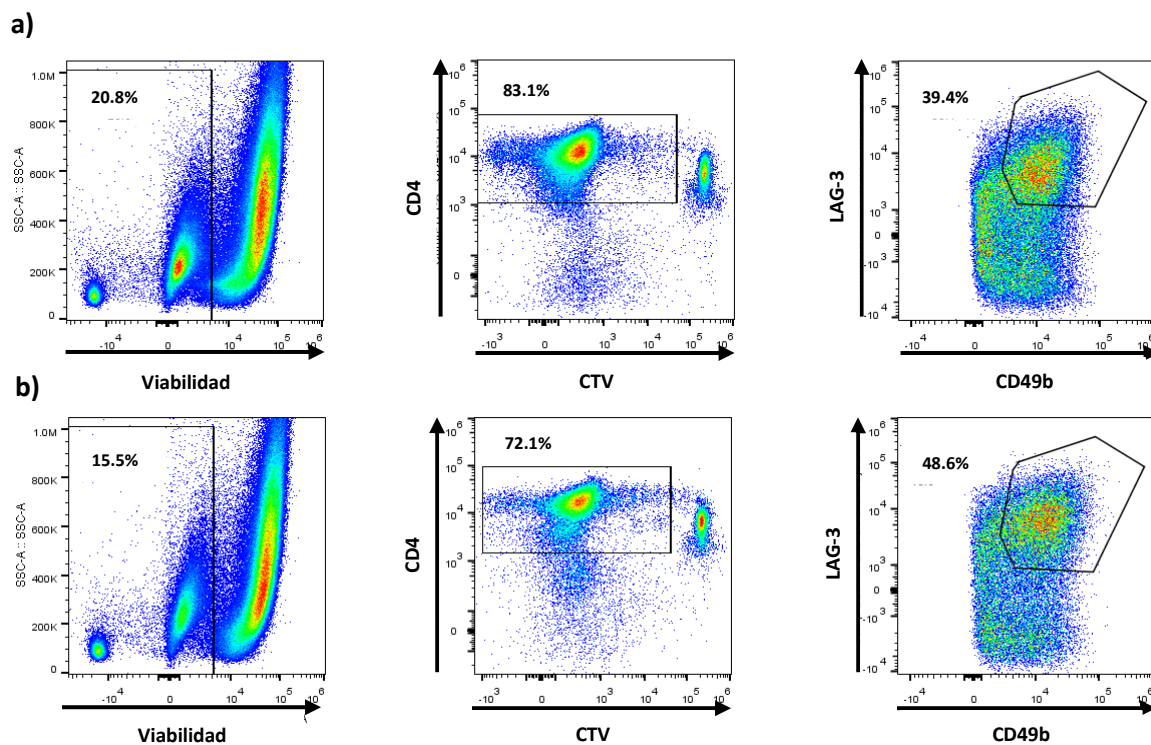 a)
20.8%
83.1%
39.4%
1.0M
800K
600K
400K
200K
0
SSC-A :: SSC-A
-10^4
0
10^4
10^5
10^6
Viabilidad
10^6
10^5
10^4
10^3
0
CD4
-10^3
0
10^3
10^4
10^5
10^6
CTV
10^6
10^5
10^4
10^3
0
-10^3
-10^4
LAG-3
-10^4
0
10^4
10^5
10^6
CD49b
b)
15.5%
72.1%
48.6%
1.0M
800K
600K
400K
200K
0
SSC-A :: SSC-A
-10^4
0
10^4
10^5
10^6
Viabilidad
10^6
10^5
10^4
10^3
0
CD4
-10^3
0
10^3
10^4
10^5
10^6
CTV
10^6
10^5
10^4
10^3
0
-10^3
-10^4
LAG-3
-10^4
0
10^4
10^5
10^6
CD49b